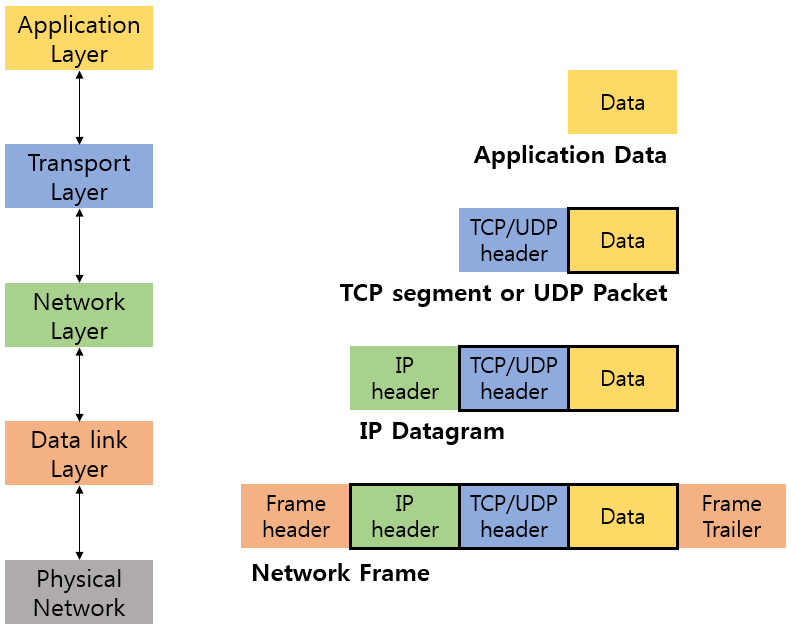 Application
Layer
Transport
Layer
Network
Layer
Data link
Layer
Physical
Network
Data
Application Data
TCP/UDP
header
Data
TCP segment or UDP Packet
IP
header
TCP/UDP
header
Data
IP Datagram
Frame
header
IP
header
TCP/UDP
header
Data
Frame
Trailer
Network Frame